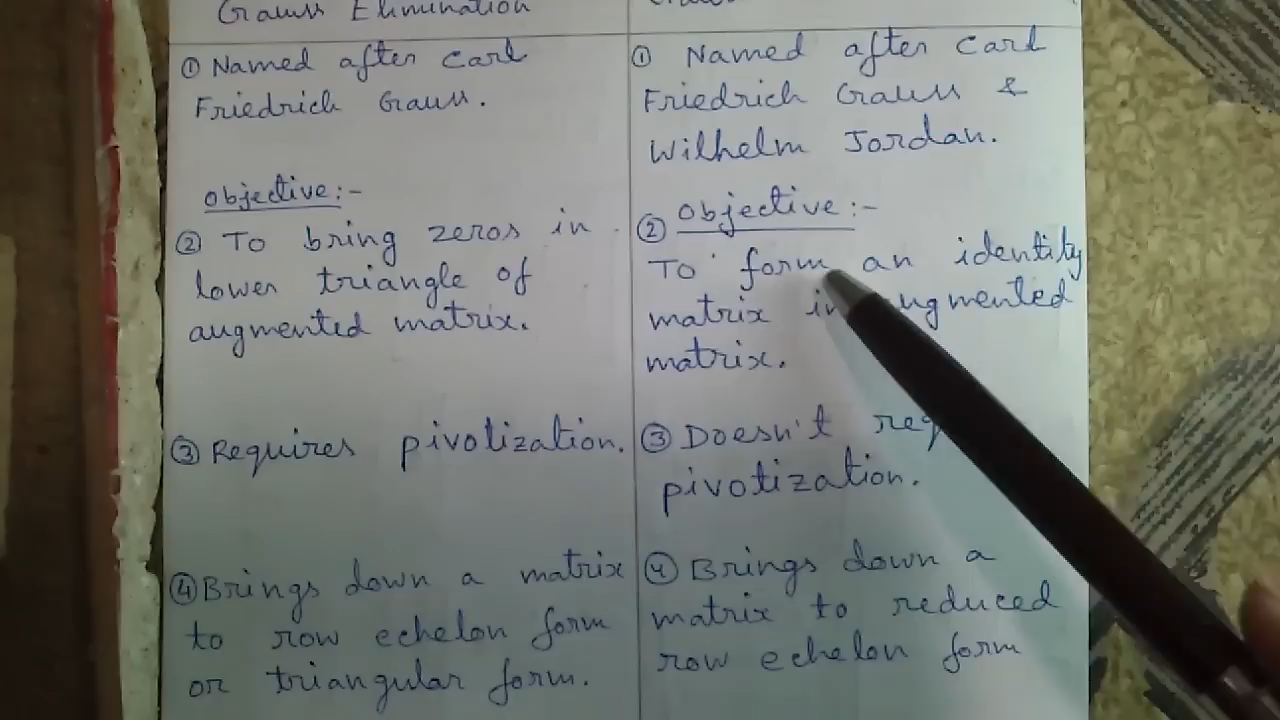 Gauss Elimination
① Named after Carl
Friedrich Gauss.
Objective:-
② To bring zeros in
lower triangle of
augmented matrix.
③ Requires pivotization.
④ Brings down a matrix
to row echelon form
or triangular form.
① Named after Carl
Friedrich Gauss &
Wilhelm Jordan.
② Objective:-
To form an identity
matrix in augmented
matrix.
③ Doesn't req
pivotization.
④ Brings down a
matrix to reduced
row echelon form